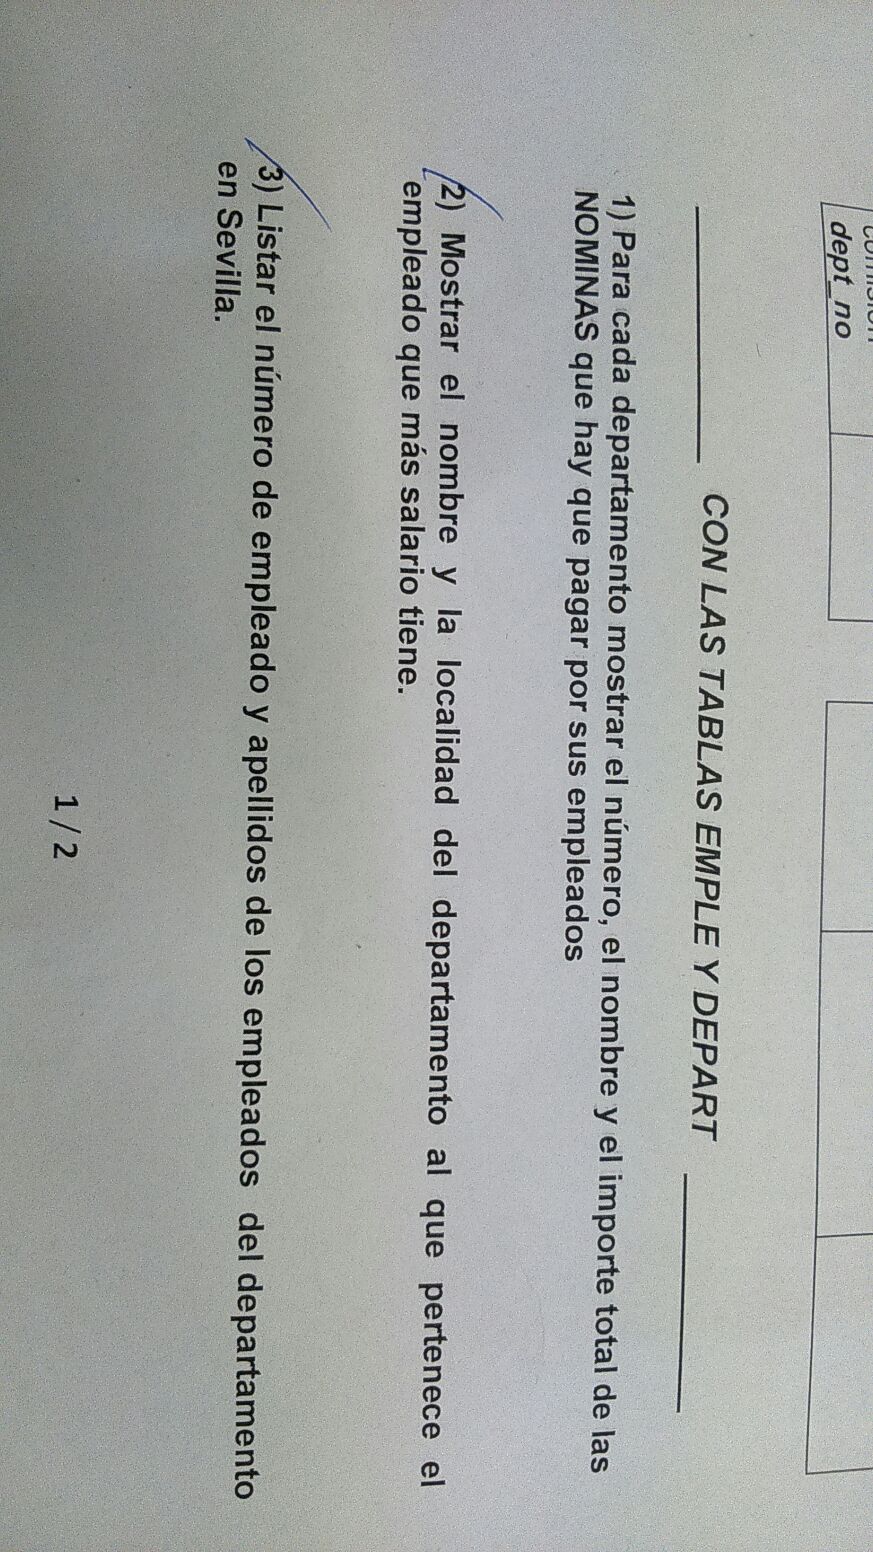 dept_no
CON LAS TABLAS EMPLE Y DEPART
1) Para cada departamento mostrar el número, el nombre y el importe total de las
NOMINAS que hay que pagar por sus empleados
2) Mostrar el nombre y la localidad del departamento al que pertenece el
empleado que más salario tiene.
3) Listar el número de empleado y apellidos de los empleados del departamento
en Sevilla.
1 / 2